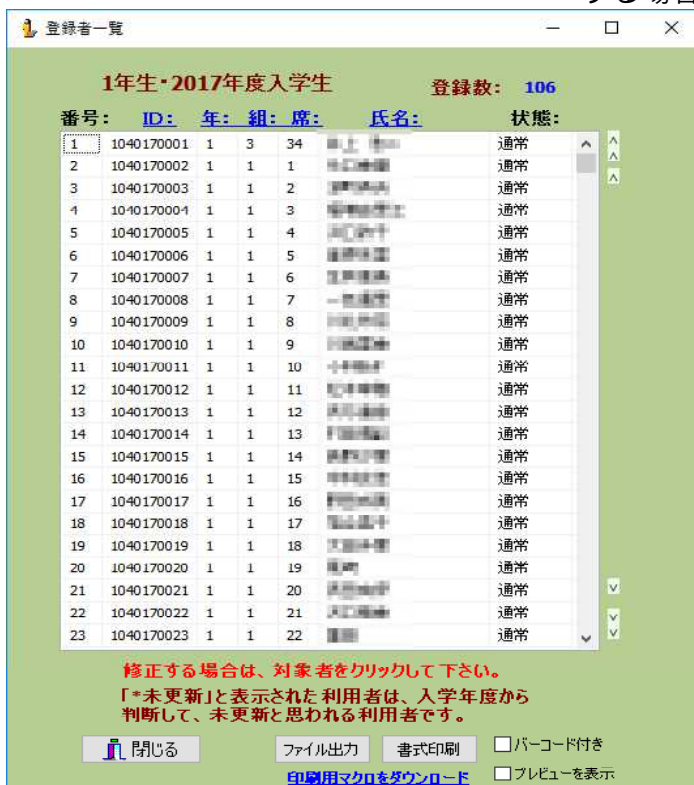 する場合
登録者一覧
1年生・2017年度入学生 登録数： 106
番号： ID： 年： 組： 席： 氏名： 状態：
1 1040170001 1 3 34 通常
2 1040170002 1 1 1 通常
3 1040170003 1 1 2 通常
4 1040170004 1 1 3 通常
5 1040170005 1 1 4 通常
6 1040170006 1 1 5 通常
7 1040170007 1 1 6 通常
8 1040170008 1 1 7 通常
9 1040170009 1 1 8 通常
10 1040170010 1 1 9 通常
11 1040170011 1 1 10 通常
12 1040170012 1 1 11 通常
13 1040170013 1 1 12 通常
14 1040170014 1 1 13 通常
15 1040170015 1 1 14 通常
16 1040170016 1 1 15 通常
17 1040170017 1 1 16 通常
18 1040170018 1 1 17 通常
19 1040170019 1 1 18 通常
20 1040170020 1 1 19 通常
21 1040170021 1 1 20 通常
22 1040170022 1 1 21 通常
23 1040170023 1 1 22 通常
修正する場合は、対象者をクリックして下さい。
「*未更新」と表示された利用者は、入学年度から
判断して、未更新と思われる利用者です。
閉じる ファイル出力 書式印刷 バーコード付き
印刷用マクロをダウンロード プレビューを表示